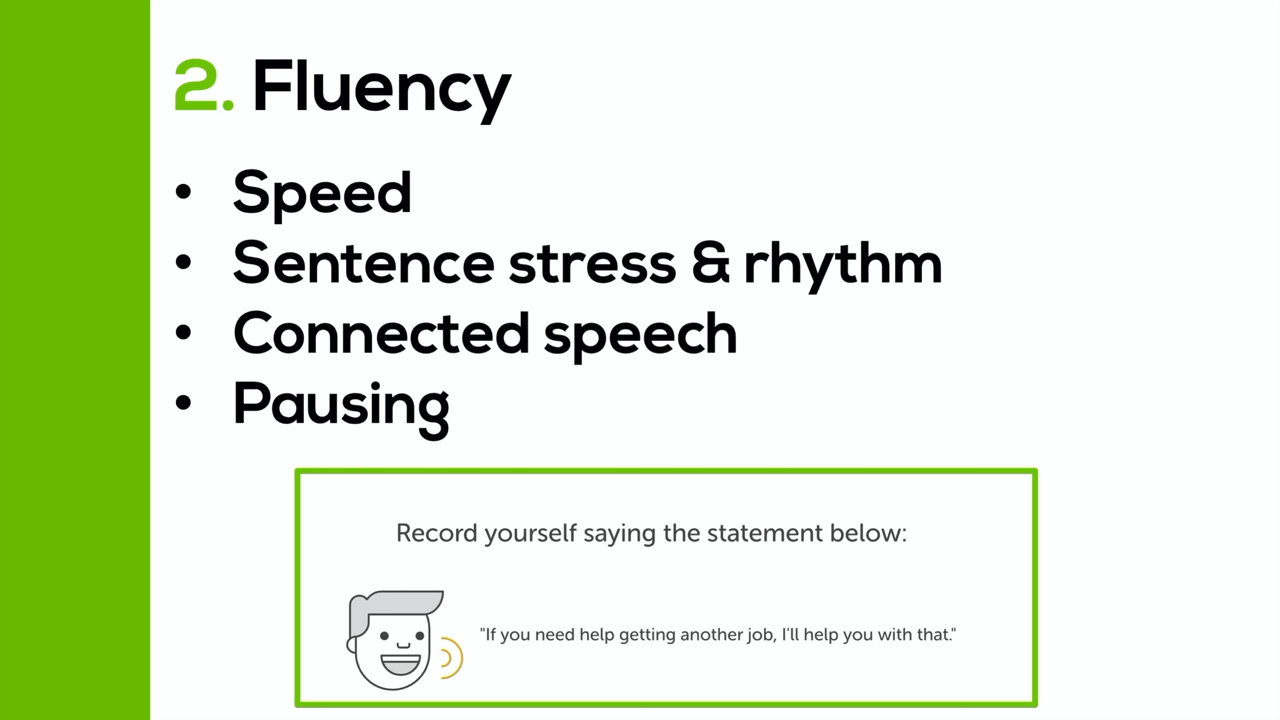 2. Fluency
• Speed
• Sentence stress & rhythm
• Connected speech
• Pausing
Record yourself saying the statement below:
"If you need help getting another job, I'll help you with that."